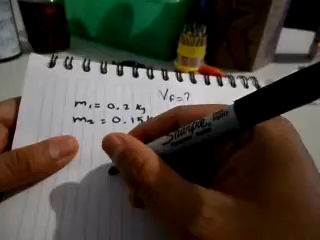 Vf=?
m₁= 0.2 kg
m₂ = 0.15
Sharpie